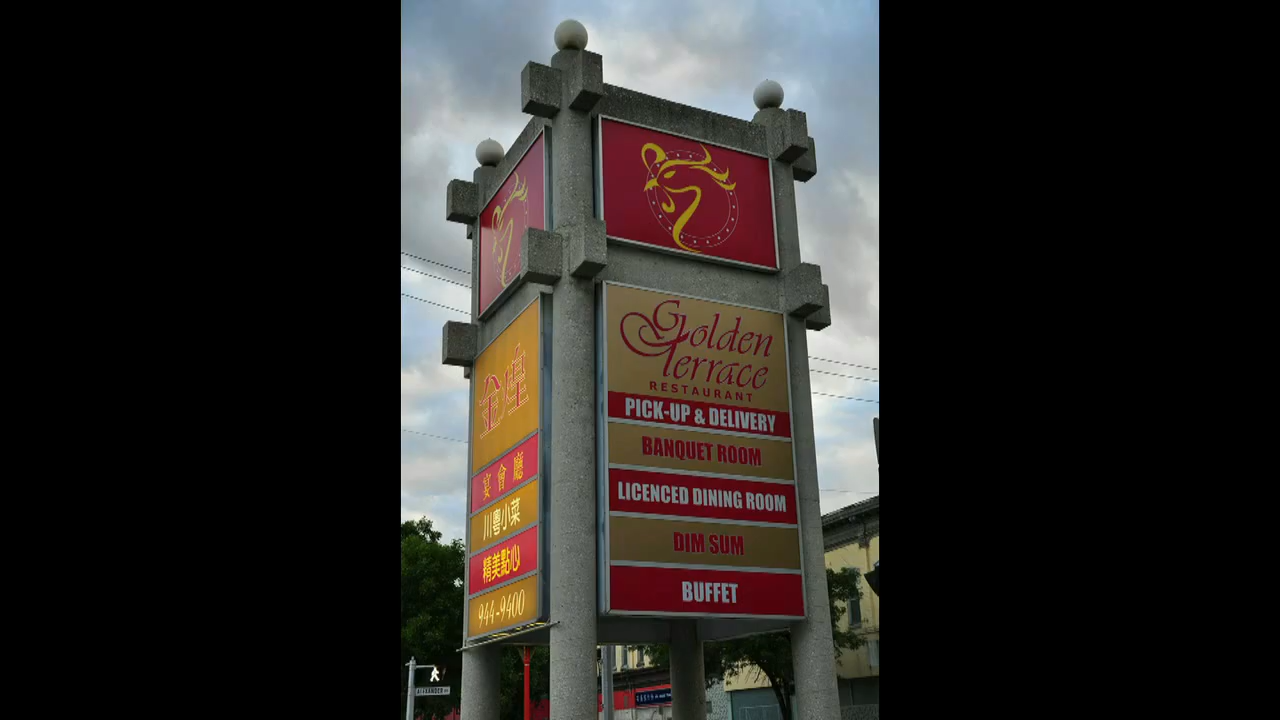 金煌
宴會廳
川粵小菜
精美點心
944-9400
Golden
Terrace
RESTAURANT
PICK-UP & DELIVERY
BANQUET ROOM
LICENCED DINING ROOM
DIM SUM
BUFFET
ALEXANDER